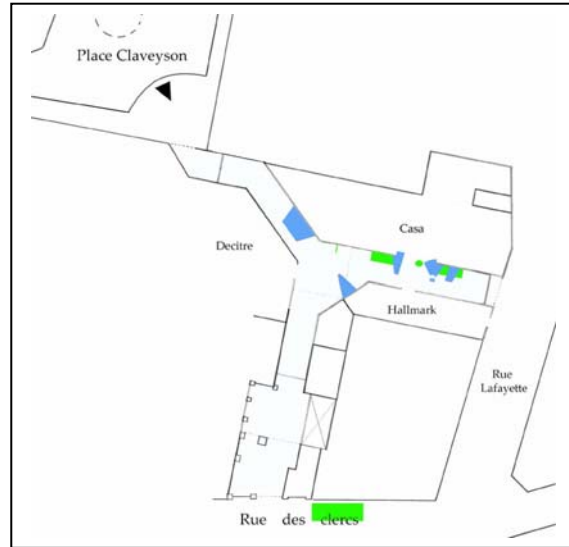 Place Claveyson
Casa
Decitre
Hallmark
Rue
Lafayette
Rue des clercs